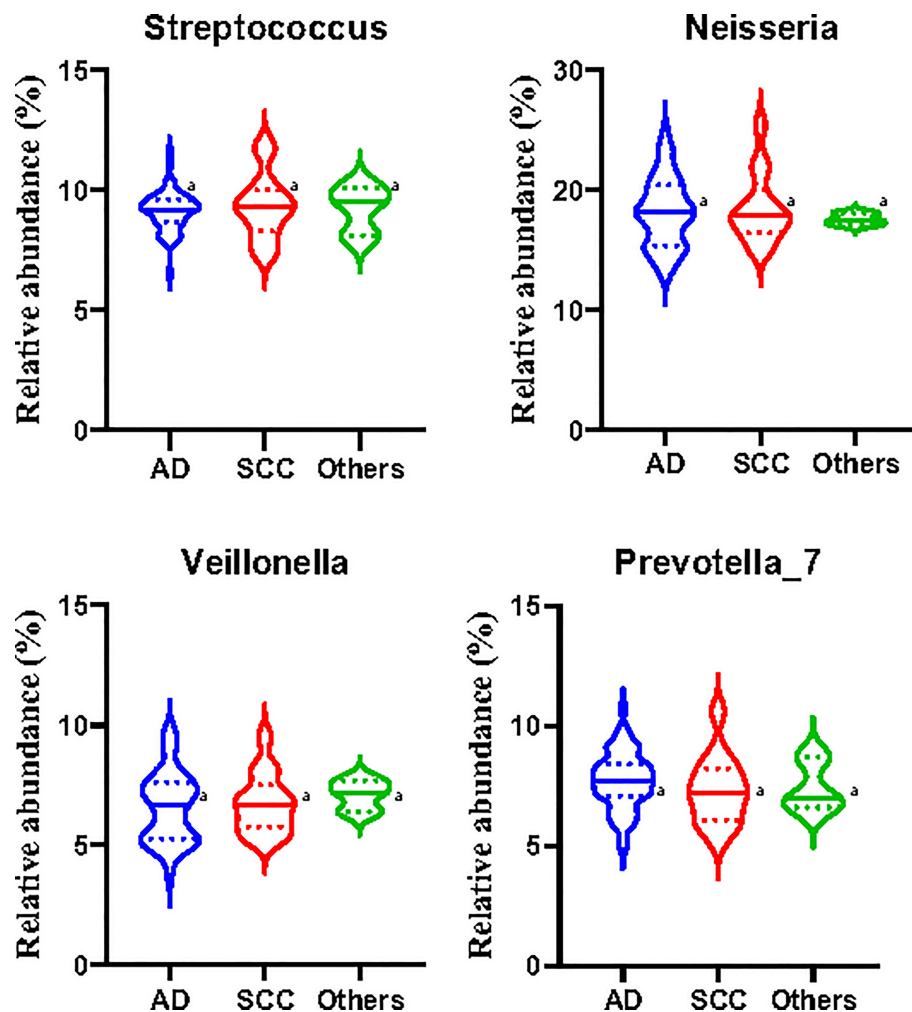 Streptococcus
Relative abundance (%)
15
10
5
0
a
a
a
AD
SCC
Others
Neisseria
Relative abundance (%)
30
20
10
0
a
a
a
AD
SCC
Others
Veillonella
Relative abundance (%)
15
10
5
0
a
a
a
AD
SCC
Others
Prevotella_7
Relative abundance (%)
15
10
5
0
a
a
a
AD
SCC
Others